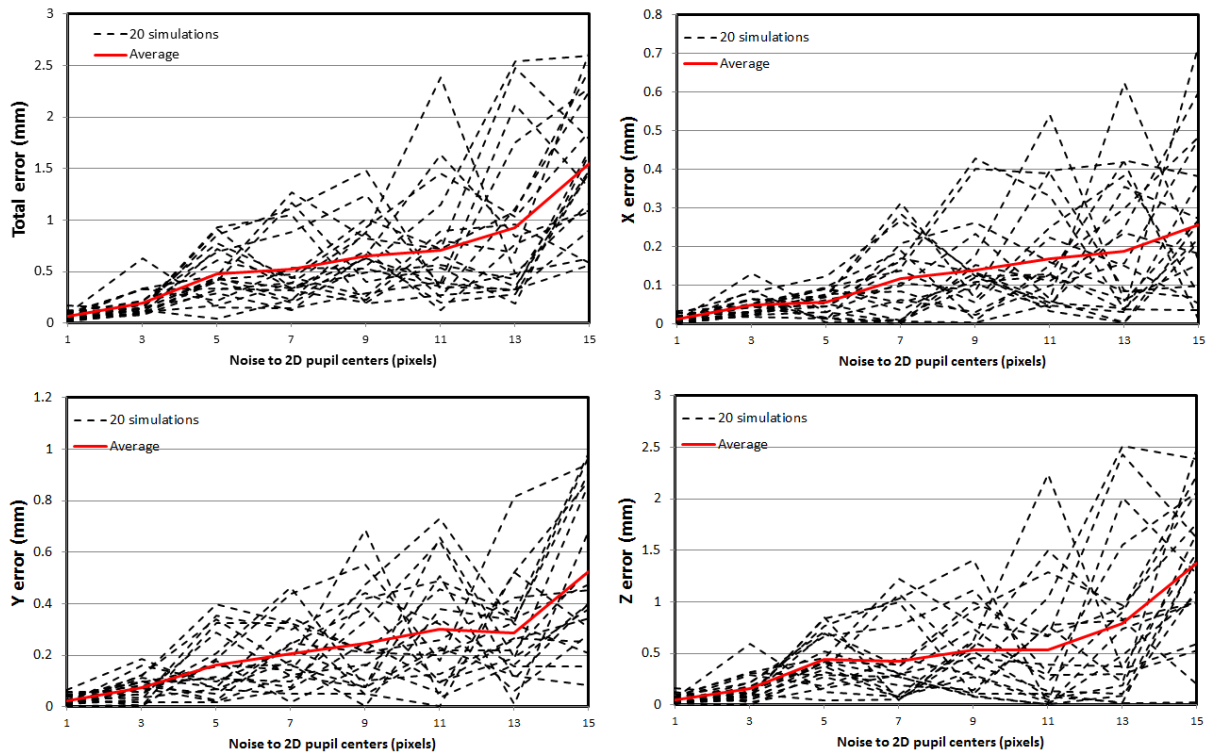 3
2.5
2
1.5
1
0.5
0
Total error (mm)
20 simulations
Average
1 3 5 7 9 11 13 15
Noise to 2D pupil centers (pixels)
0.8
0.7
0.6
0.5
0.4
0.3
0.2
0.1
0
X error (mm)
20 simulations
Average
1 3 5 7 9 11 13 15
Noise to 2D pupil centers (pixels)
1.2
1
0.8
0.6
0.4
0.2
0
Y error (mm)
20 simulations
Average
1 3 5 7 9 11 13 15
Noise to 2D pupil centers (pixels)
3
2.5
2
1.5
1
0.5
0
Z error (mm)
20 simulations
Average
1 3 5 7 9 11 13 15
Noise to 2D pupil centers (pixels)